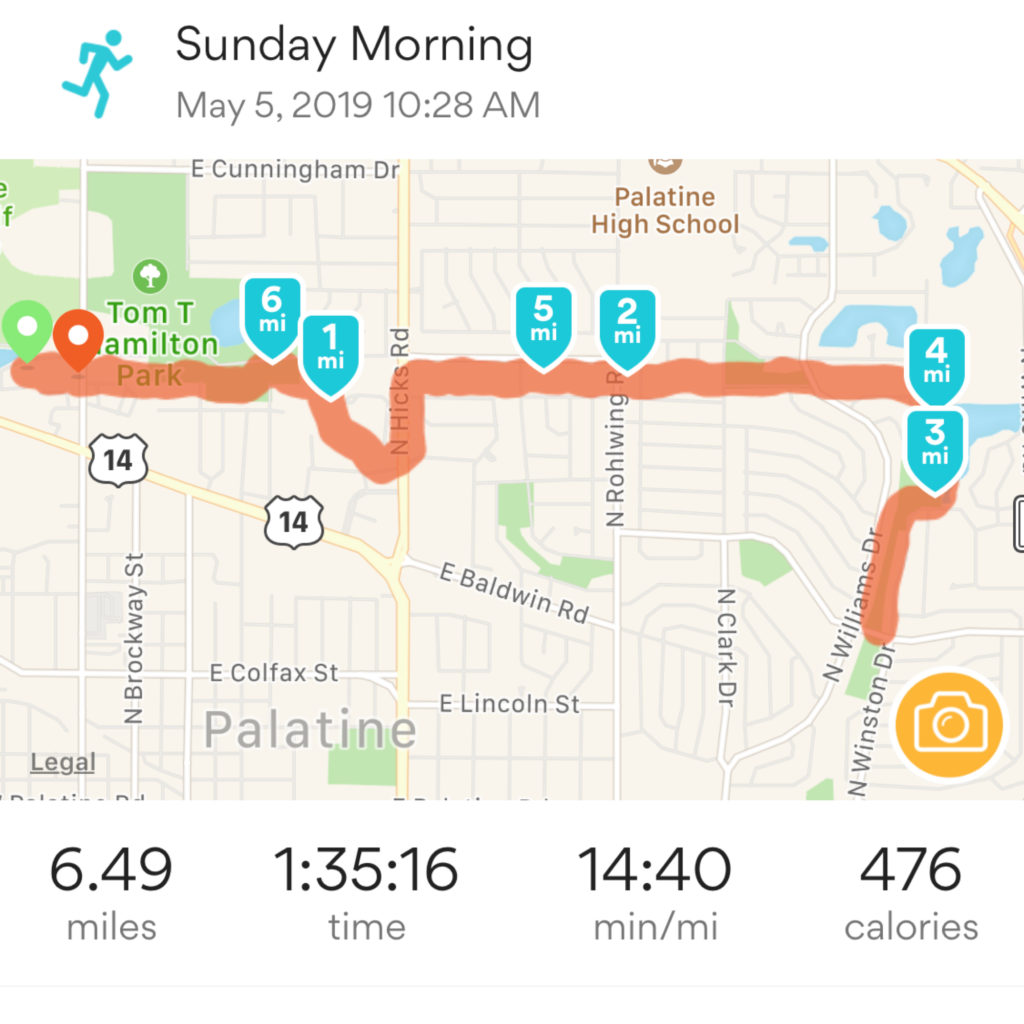 Sunday Morning
May 5, 2019 10:28 AM
E Cunningham Dr
Palatine
High School
Tom T
Hamilton
Park
6
mi
1
mi
5
mi
2
mi
4
mi
3
mi
N Hicks Rd
N Rohlwing R
14
14
E Baldwin Rd
N Brockway St
N Clark Dr
N Williams Dr
N Winston Dr
E Colfax St
E Lincoln St
Palatine
Legal
6.49
miles
1:35:16
time
14:40
min/mi
476
calories